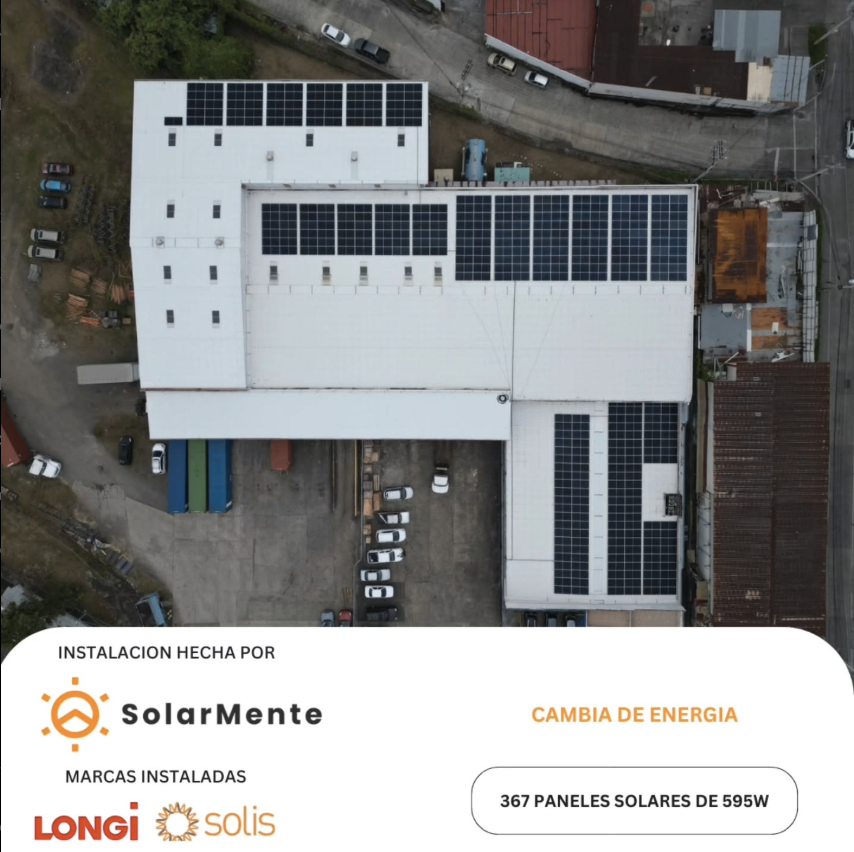 INSTALACION HECHA POR
SolarMente
CAMBIA DE ENERGIA
MARCAS INSTALADAS
LONGi solis
367 PANELES SOLARES DE 595W